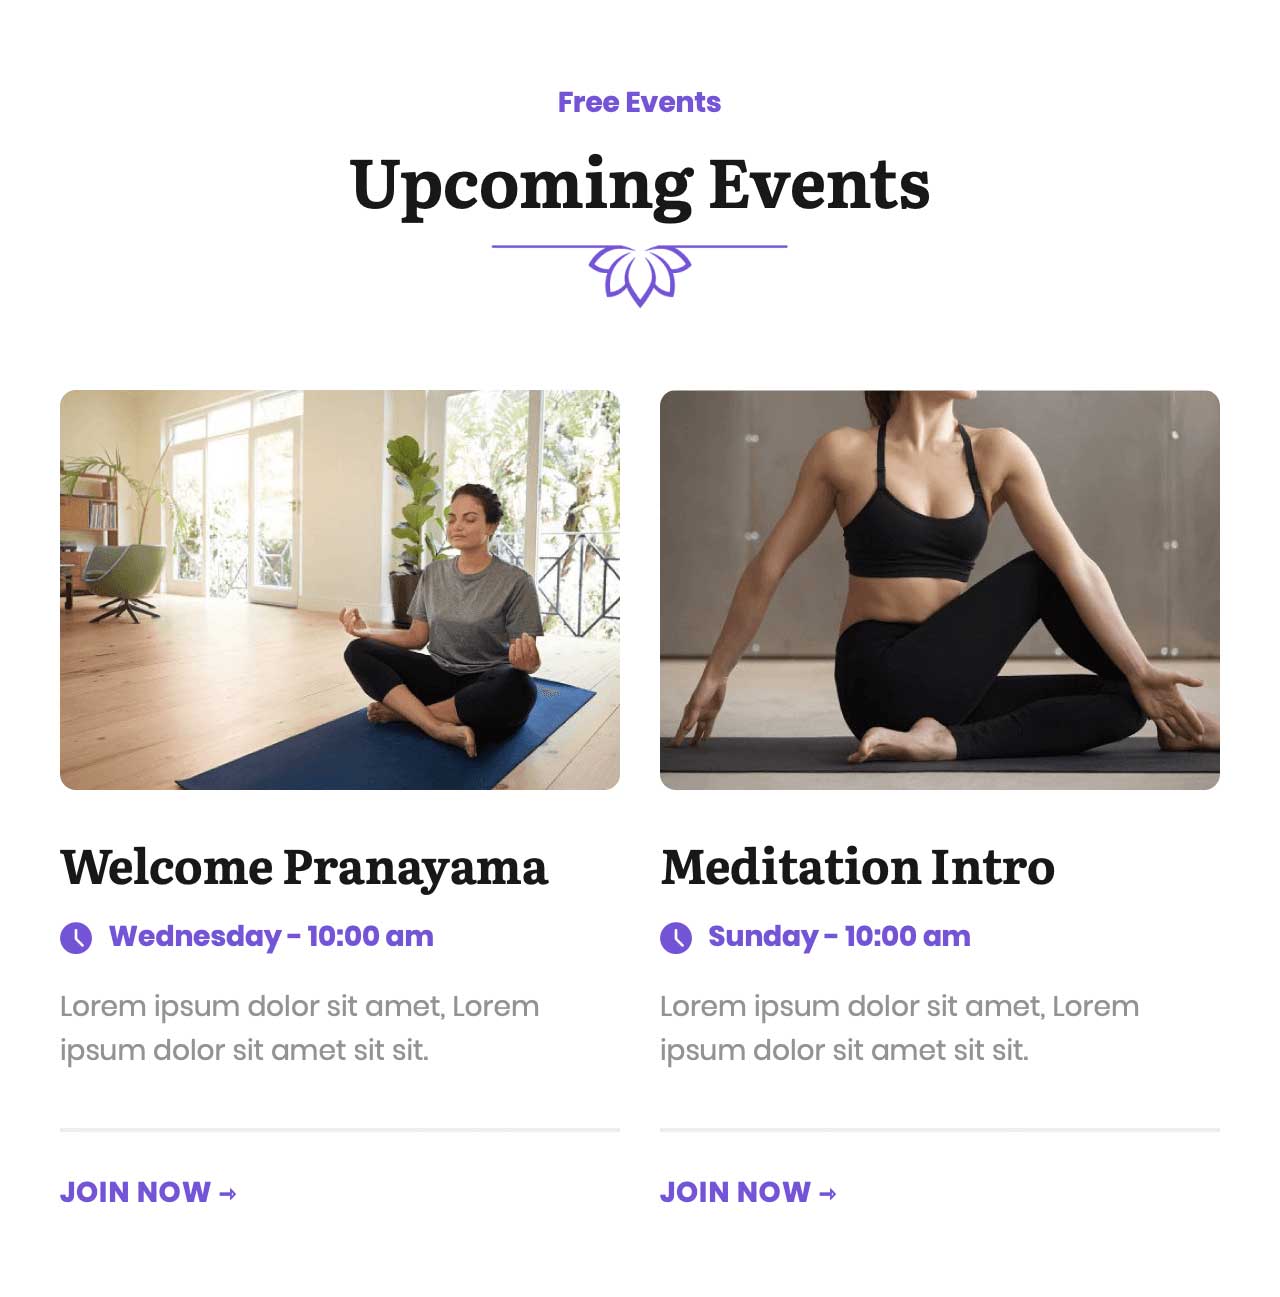 Free Events
Upcoming Events
Welcome Pranayama
Wednesday - 10:00 am
Lorem ipsum dolor sit amet, Lorem
ipsum dolor sit amet sit sit.
JOIN NOW →
Meditation Intro
Sunday - 10:00 am
Lorem ipsum dolor sit amet, Lorem
ipsum dolor sit amet sit sit.
JOIN NOW →